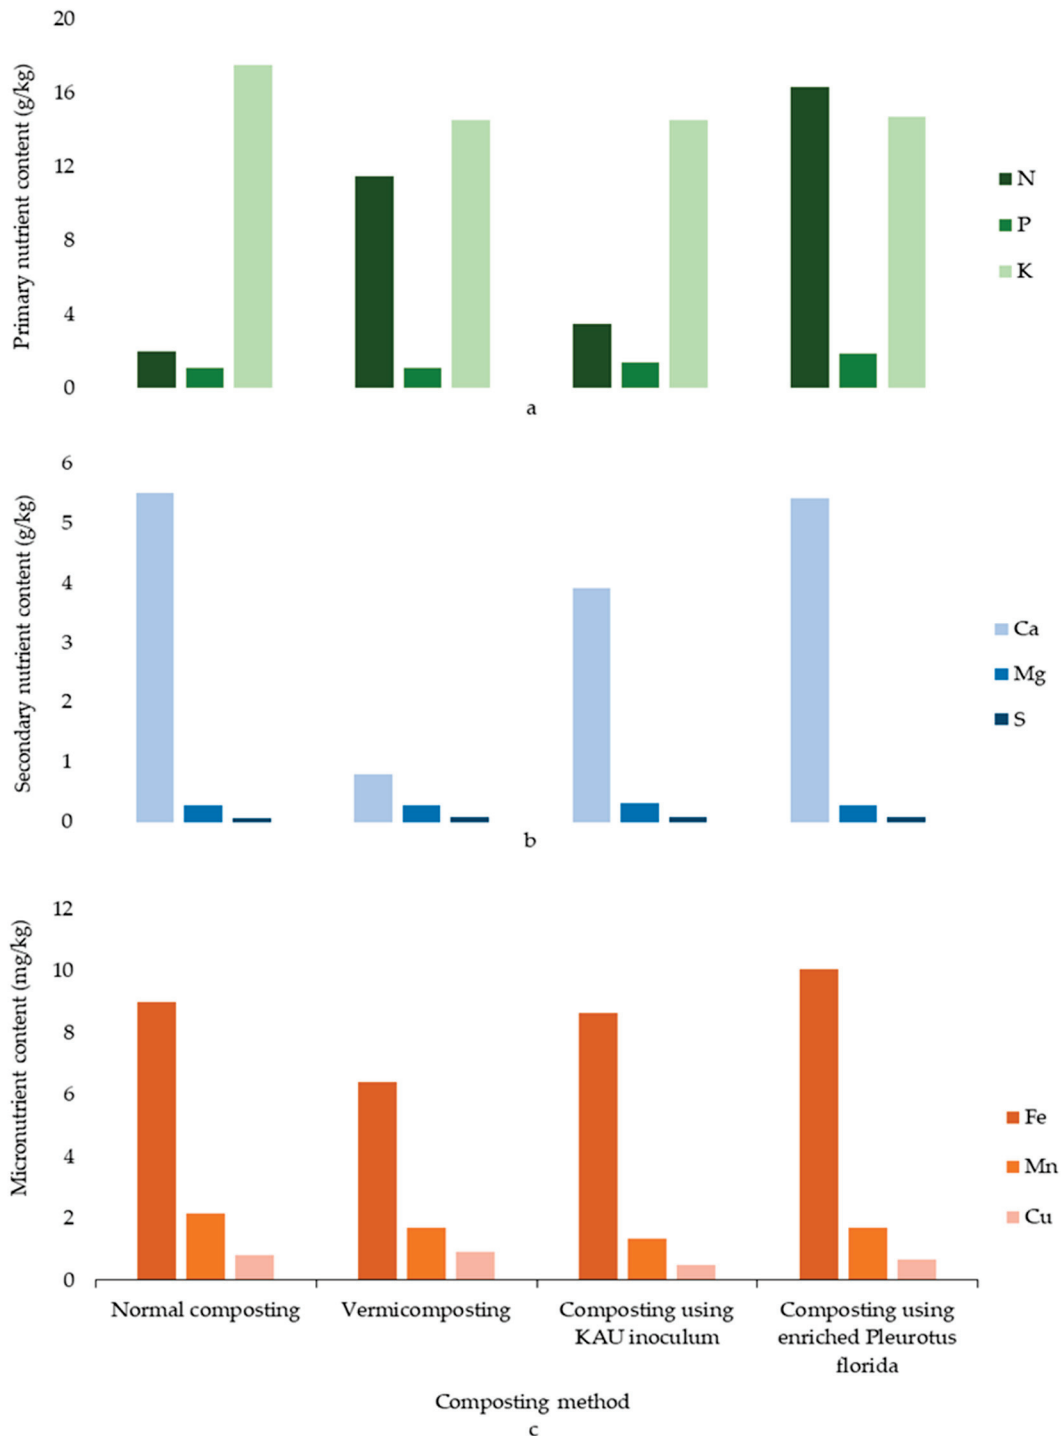 Primary nutrient content (g/kg)
20
16
12
8
4
0
N
P
K
a
Secondary nutrient content (g/kg)
6
5
4
3
2
1
0
Ca
Mg
S
b
Micronutrient content (mg/kg)
12
10
8
6
4
2
0
Fe
Mn
Cu
Normal composting
Vermicomposting
Composting using
KAU inoculum
Composting using
enriched Pleurotus
florida
Composting method
c